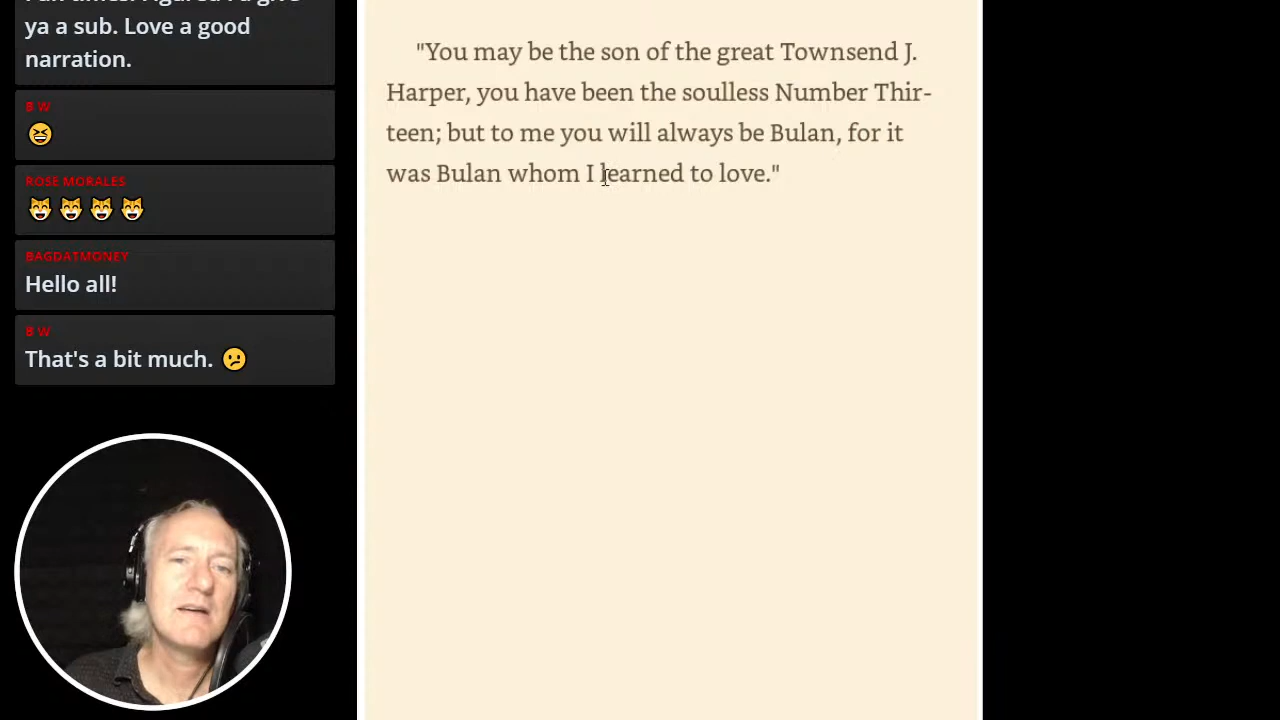 ya a sub. Love a good
narration.
B W
😆
ROSE MORALES
😸😸😸😸
BAGDATMONEY
Hello all!
B W
That's a bit much. 😕
"You may be the son of the great Townsend J.
Harper, you have been the soulless Number Thir-
teen; but to me you will always be Bulan, for it
was Bulan whom I learned to love."